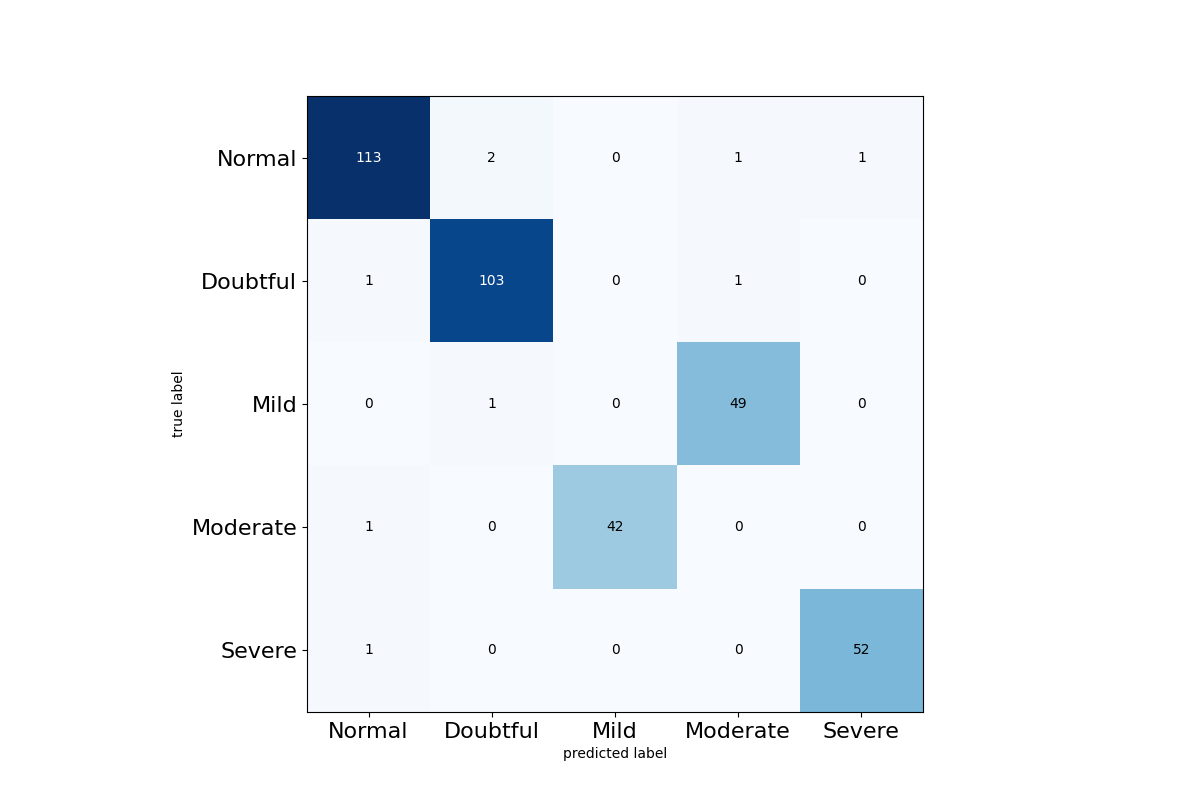 Normal 113 2 0 1 1
Doubtful 1 103 0 1 0
true label
Mild 0 1 0 49 0
Moderate 1 0 42 0 0
Severe 1 0 0 0 52
Normal Doubtful Mild Moderate Severe
predicted label